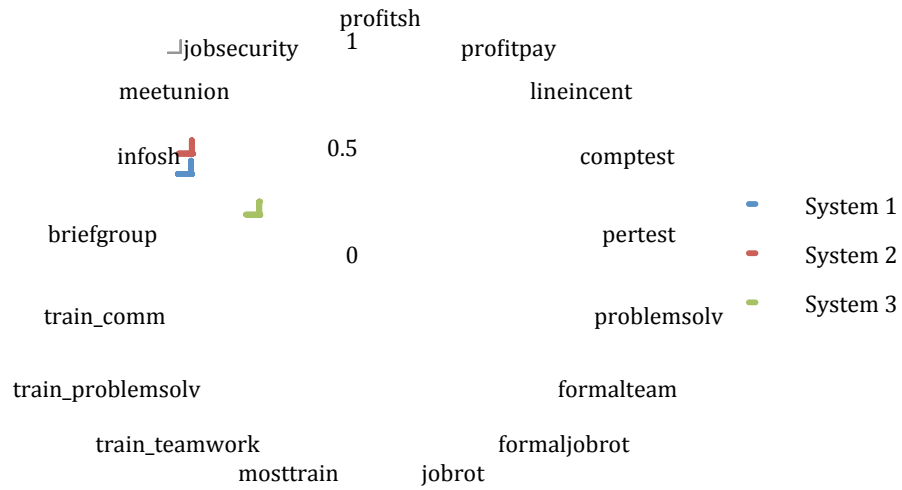 profitsh
1
jobsecurity
profitpay
meetunion
lineincent
0.5
infosh
comptest
System 1
briefgroup
pertest
0
System 2
System 3
train_comm
problemsolv
train_problemsolv
formalteam
train_teamwork
formaljobrot
mosttrain
jobrot